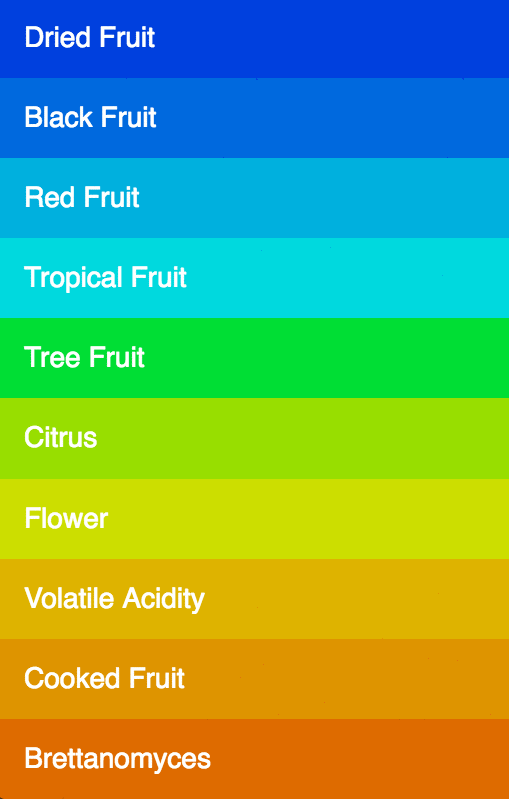 Dried Fruit
Black Fruit
Red Fruit
Tropical Fruit
Tree Fruit
Citrus
Flower
Volatile Acidity
Cooked Fruit
Brettanomyces